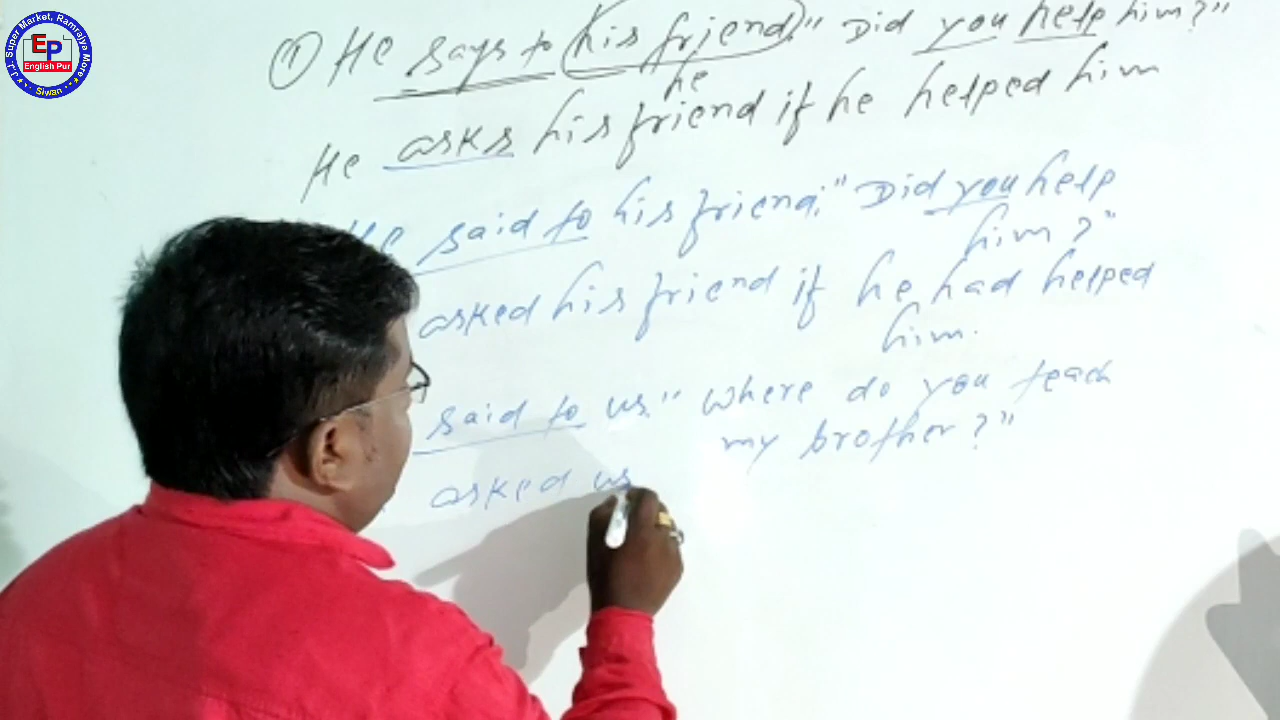 J.J. Super Market, Ramrajya More
EP
English Pur
Siwan
① He says to his friend," Did you help him?"
he
He asks his friend if he helped him
He said to his friend," Did you help
him?"
asked his friend if he had helped
him.
said to us," Where do you teach
my brother?"
asked us